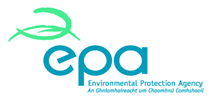 epa
Environmental Protection Agency
An Ghníomhaireacht um Chaomhnú Comhshaoil